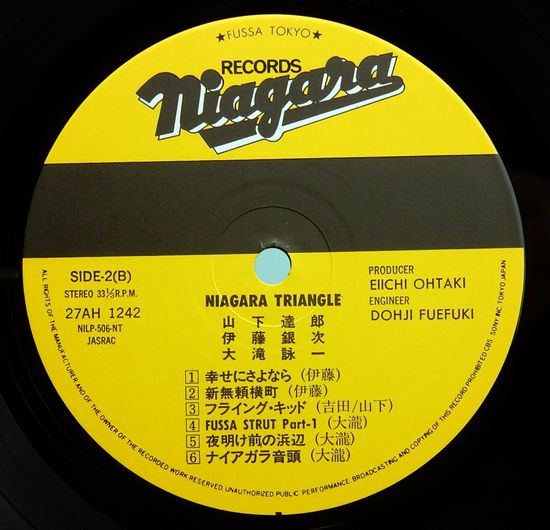 ★FUSSA TOKYO★
RECORDS
Niagara
SIDE-2(B)
STEREO 33⅓R.P.M.
27AH 1242
NILP-506-NT
JASRAC
PRODUCER
EIICHI OHTAKI
ENGINEER
DOHJI FUEFUKI
NIAGARA TRIANGLE
山下達郎
伊藤銀次
大滝詠一
1 幸せにさよなら(伊藤)
2 新無頼横町(伊藤)
3 フライング・キッド(吉田/山下)
4 FUSSA STRUT Part-1(大瀧)
5 夜明け前の浜辺(大瀧)
6 ナイアガラ音頭(大瀧)
ALL RIGHTS OF THE MANUFACTURER AND OF THE OWNER OF THE RECORDED WORK RESERVED. UNAUTHORIZED PUBLIC PERFORMANCE, BROADCASTING AND COPYING OF THIS RECORD PROHIBITED. CBS SONY INC. TOKYO JAPAN